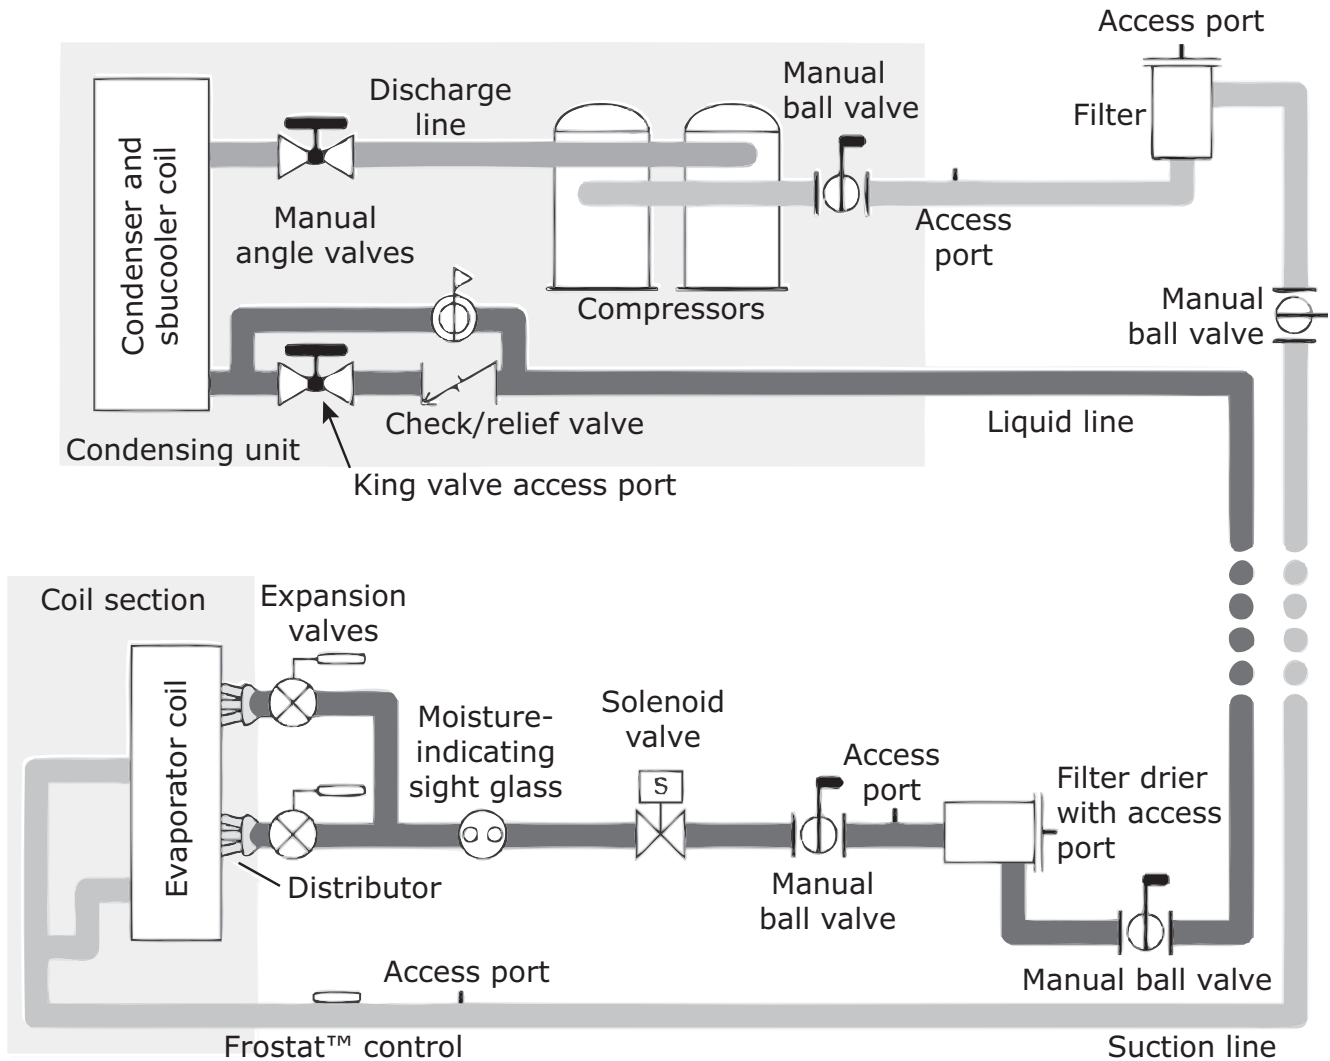 Access port
Manual
ball valve
Discharge
line
Filter
Condenser and
sbucooler coil
Manual
angle valves
Access
port
Compressors
Manual
ball valve
Check/relief valve
Liquid line
Condensing unit
King valve access port
Coil section
Expansion
valves
Solenoid
valve
Moisture-
indicating
sight glass
S
Access
port
Filter drier
with access
port
Evaporator coil
Distributor
Manual
ball valve
Access port
Manual ball valve
Frostat™ control
Suction line